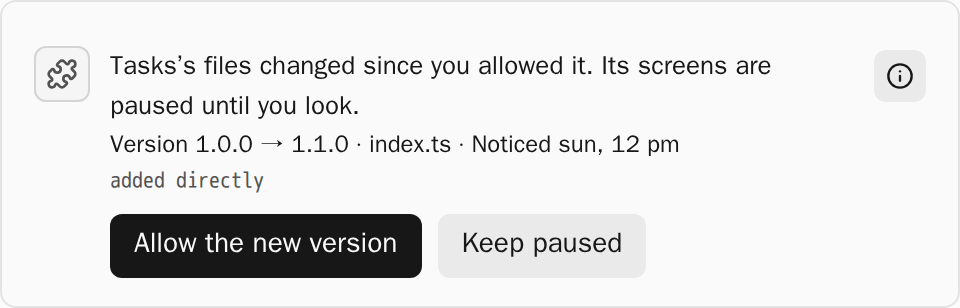 Tasks’s files changed since you allowed it. Its screens are
paused until you look.
Version 1.0.0 → 1.1.0 · index.ts · Noticed sun, 12 pm
added directly
Allow the new version
Keep paused